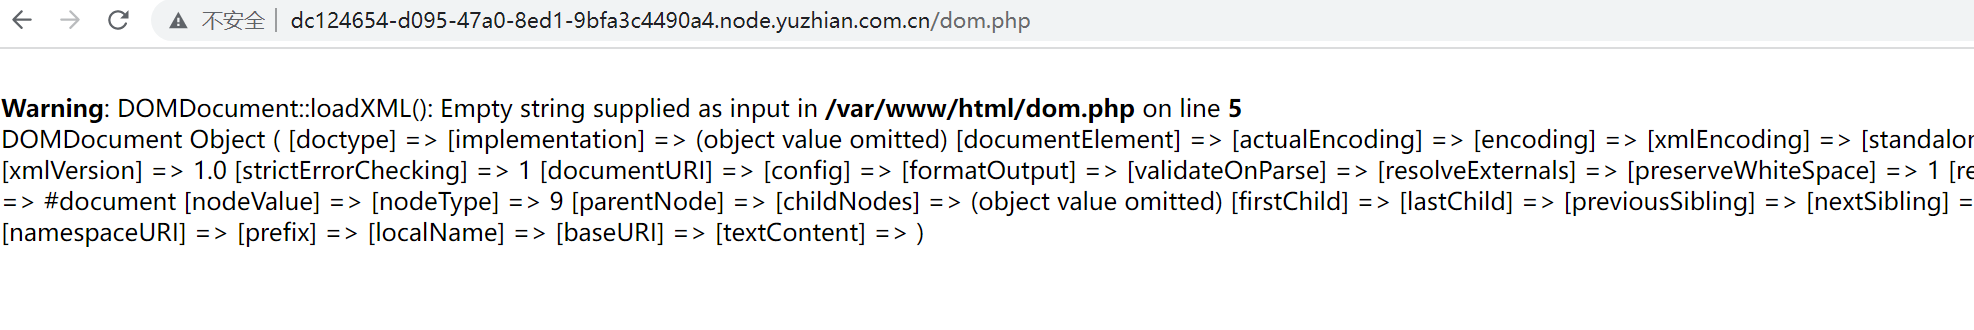 不安全 | dc124654-d095-47a0-8ed1-9bfa3c4490a4.node.yuzhian.com.cn/dom.php
Warning: DOMDocument::loadXML(): Empty string supplied as input in /var/www/html/dom.php on line 5
DOMDocument Object ( [doctype] => [implementation] => (object value omitted) [documentElement] => [actualEncoding] => [encoding] => [xmlEncoding] => [standalon
[xmlVersion] => 1.0 [strictErrorChecking] => 1 [documentURI] => [config] => [formatOutput] => [validateOnParse] => [resolveExternals] => [preserveWhiteSpace] => 1 [re
=> #document [nodeValue] => [nodeType] => 9 [parentNode] => [childNodes] => (object value omitted) [firstChild] => [lastChild] => [previousSibling] => [nextSibling] =
[namespaceURI] => [prefix] => [localName] => [baseURI] => [textContent] => )